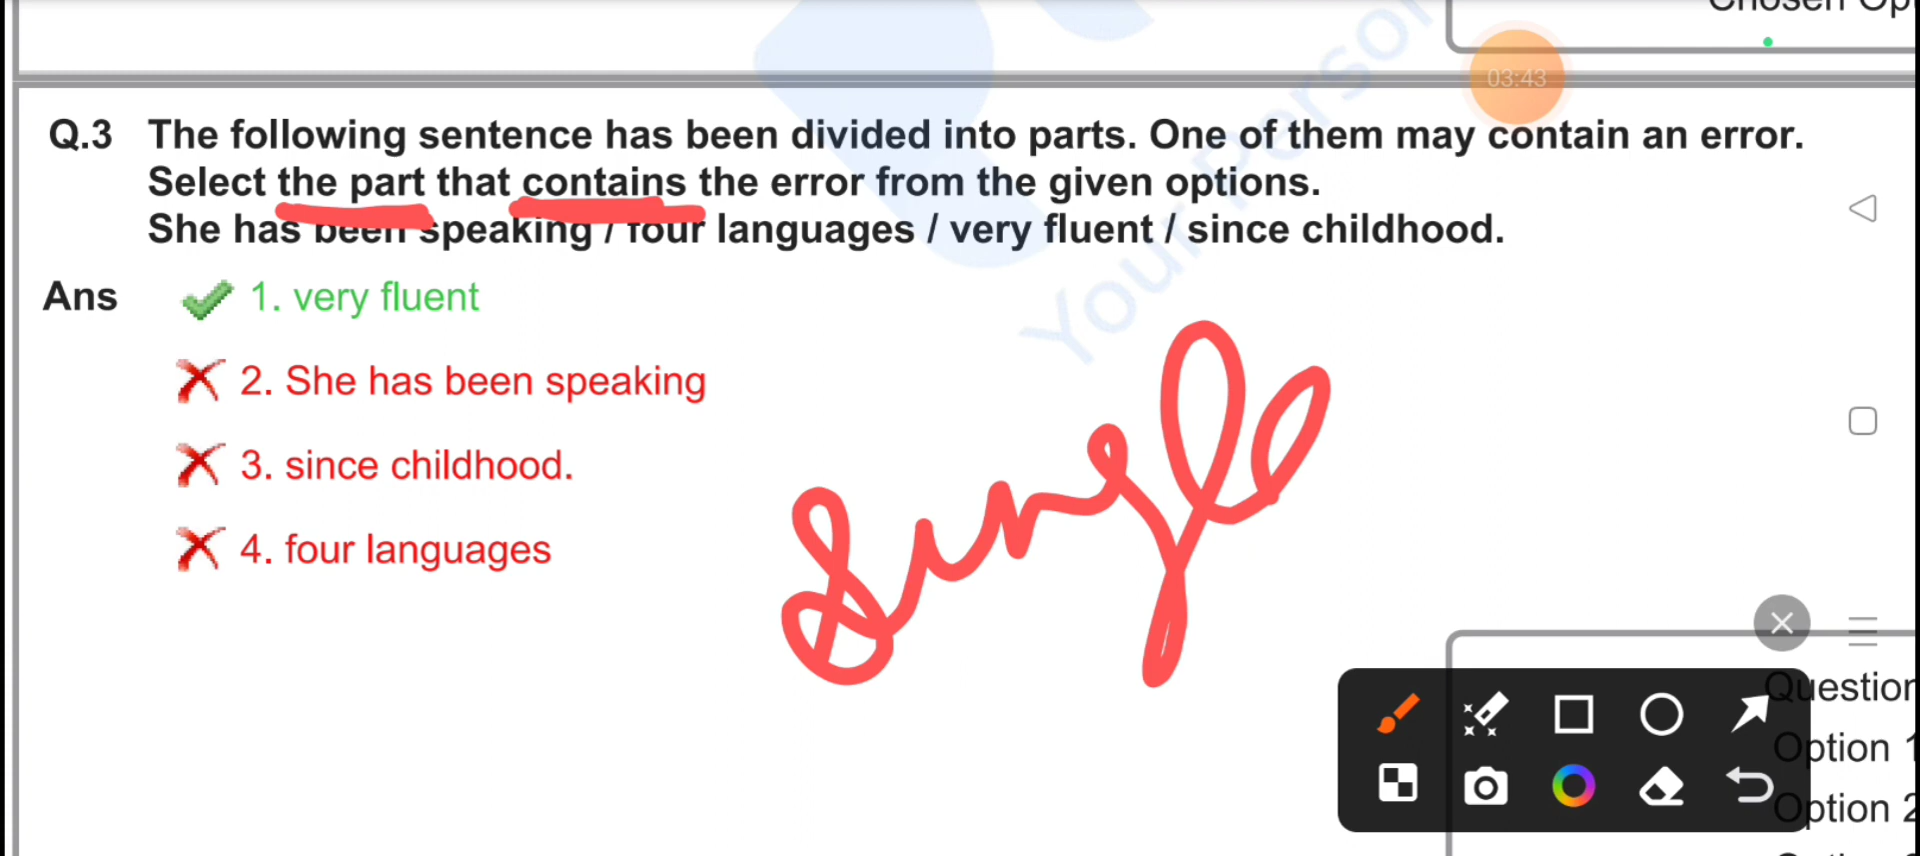 03:43
Q.3 The following sentence has been divided into parts. One of them may contain an error.
Select the part that contains the error from the given options.
She has been speaking / four languages / very fluent / since childhood.
Ans 1. very fluent
2. She has been speaking
3. since childhood.
4. four languages
Single
Your Person
Question
Option 1
Option 2